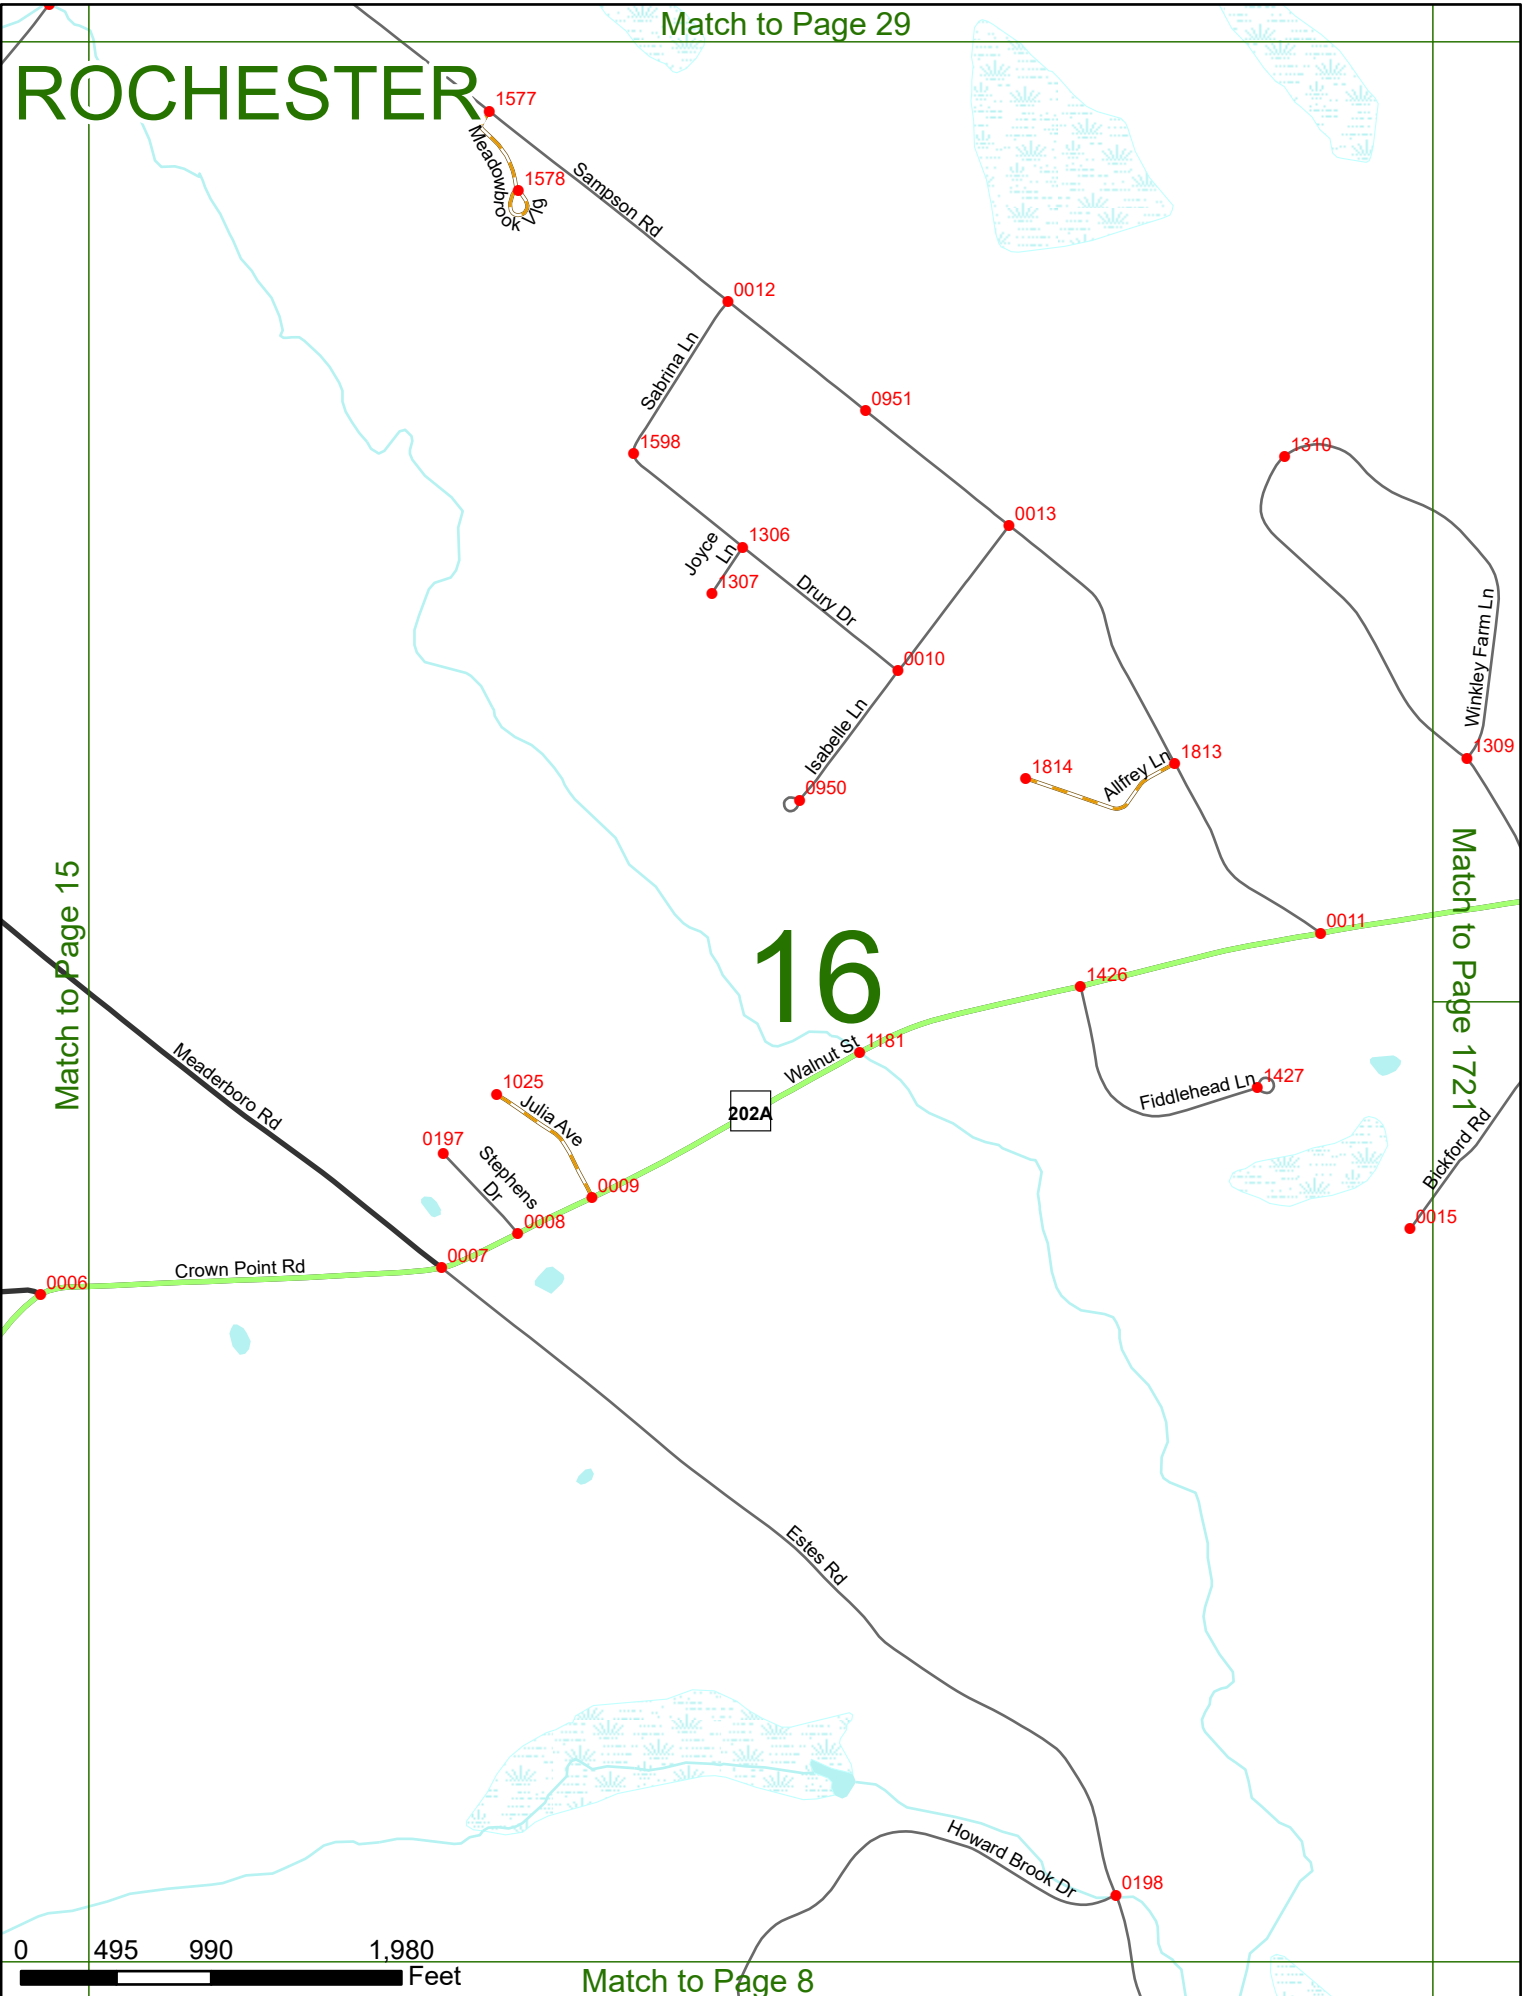 Match to Page 29
ROCHESTER
1577
Meadowbrook
Vlg
1578
Sampson Rd
0012
Sabrina Ln
0951
1598
1310
0013
1306
Joyce
Ln
1307
Drury Dr
Winkley Farm Ln
0010
Isabelle Ln
1309
1813
1814
Allfrey Ln
0950
Match to Page 15
Match to Page 1721
0011
16
1426
1181
Walnut St
Meaderboro Rd
1025
Julia Ave
202A
1427
Fiddlehead Ln
Bickford Rd
0197
Stephens
Dr
0009
0008
0015
0007
Crown Point Rd
0006
Estes Rd
Howard Brook Dr
0198
0 495 990 1,980
Feet
Match to Page 8